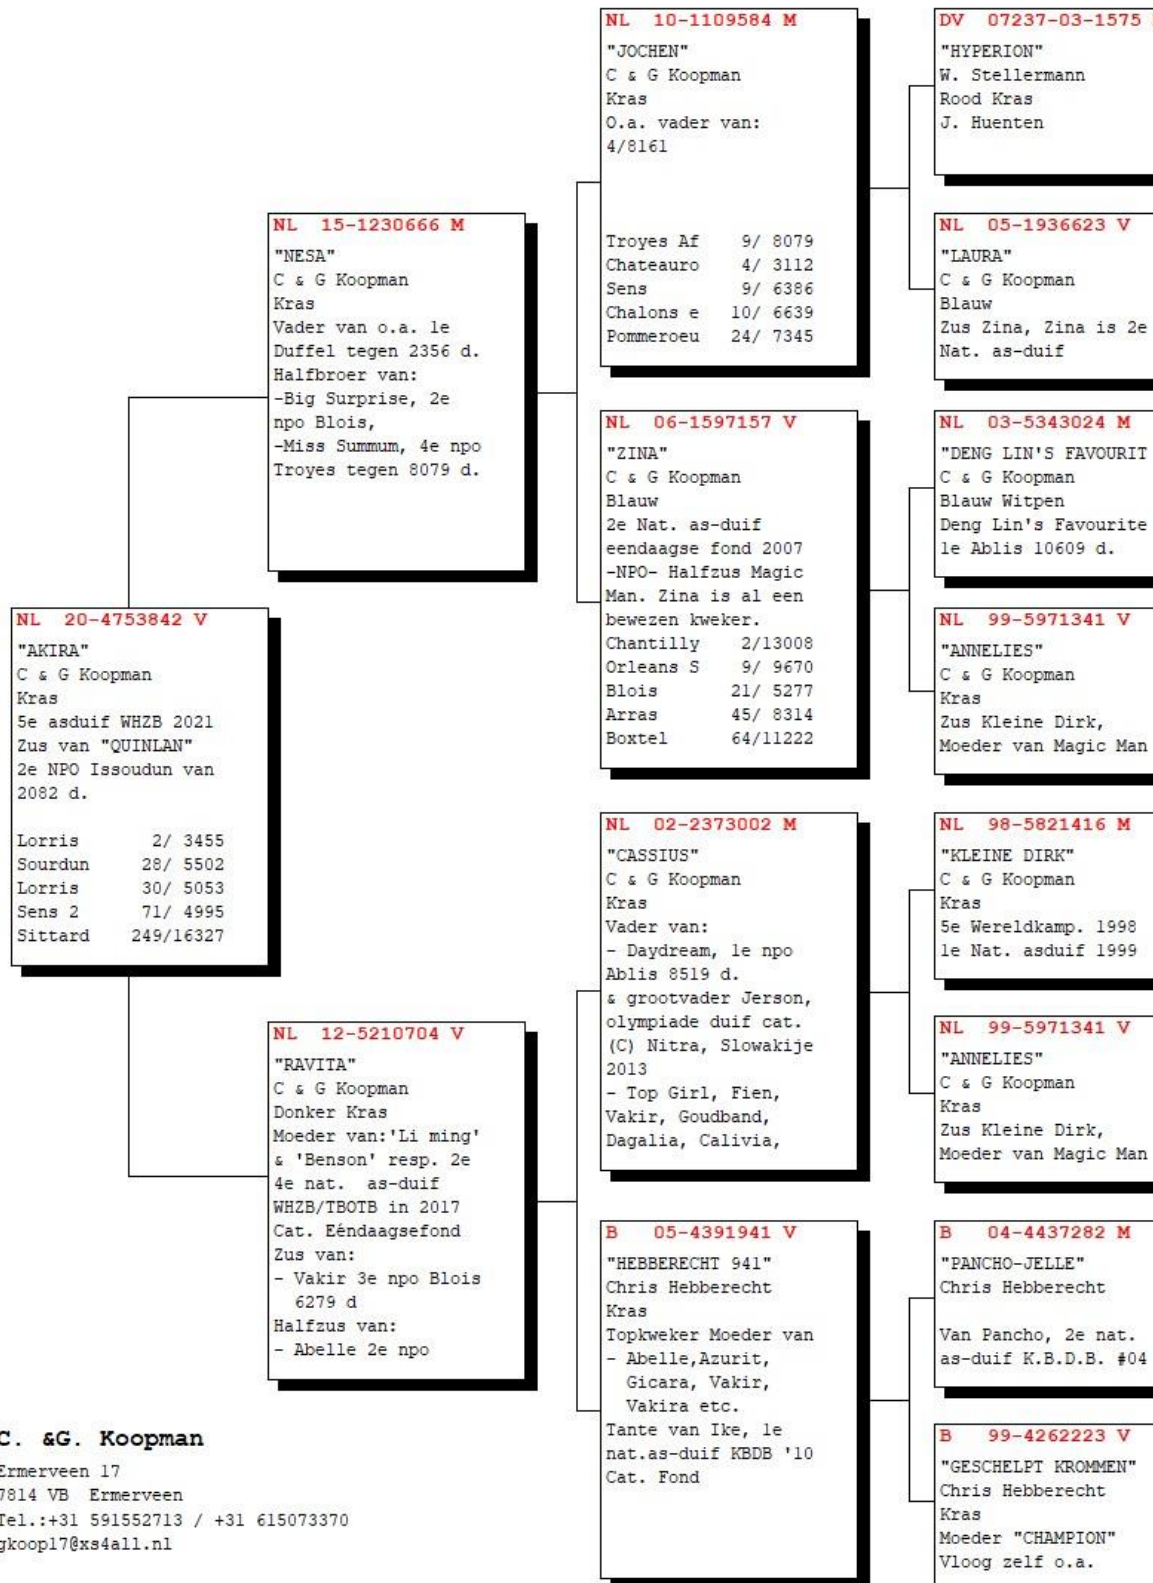 NL 20-4753842 V
"AKIRA"
C & G Koopman
Kras
5e asduif WHZB 2021
Zus van "QUINLAN"
2e NPO Issoudun van
2082 d.
Lorris 2/ 3455
Sourdun 28/ 5502
Lorris 30/ 5053
Sens 2 71/ 4995
Sittard 249/16327
NL 15-1230666 M
"NESA"
C & G Koopman
Kras
Vader van o.a. 1e
Duffel tegen 2356 d.
Halfbroer van:
-Big Surprise, 2e
npo Blois,
-Miss Summum, 4e npo
Troyes tegen 8079 d.
NL 12-5210704 V
"RAVITA"
C & G Koopman
Donker Kras
Moeder van:'Li ming'
& 'Benson' resp. 2e
4e nat. as-duif
WHZB/TBOTB in 2017
Cat. Eéndaagsefond
Zus van:
- Vakir 3e npo Blois
6279 d
Halfzus van:
- Abelle 2e npo
NL 10-1109584 M
"JOCHEN"
C & G Koopman
Kras
O.a. vader van:
4/8161
Troyes Af 9/ 8079
Chateauro 4/ 3112
Sens 9/ 6386
Chalons e 10/ 6639
Pommeroeu 24/ 7345
NL 06-1597157 V
"ZINA"
C & G Koopman
Blauw
2e Nat. as-duif
eendaagse fond 2007
-NPO- Halfzus Magic
Man. Zina is al een
bewezen kweker.
Chantilly 2/13008
Orleans S 9/ 9670
Blois 21/ 5277
Arras 45/ 8314
Boxtel 64/11222
NL 02-2373002 M
"CASSIUS"
C & G Koopman
Kras
Vader van:
- Daydream, 1e npo
Ablis 8519 d.
& grootvader Jerson,
olympiade duif cat.
(C) Nitra, Slowakije
2013
- Top Girl, Fien,
Vakir, Goudband,
Dagalia, Calivia,
B 05-4391941 V
"HEBBERECHT 941"
Chris Hebberecht
Kras
Topkweker Moeder van
- Abelle,Azurit,
Gicara, Vakir,
Vakira etc.
Tante van Ike, 1e
nat.as-duif KBDB '10
Cat. Fond
DV 07237-03-1575
"HYPERION"
W. Stellermann
Rood Kras
J. Huenten
NL 05-1936623 V
"LAURA"
C & G Koopman
Blauw
Zus Zina, Zina is 2e
Nat. as-duif
NL 03-5343024 M
"DENG LIN'S FAVOURIT
C & G Koopman
Blauw Witpen
Deng Lin's Favourite
1e Ablis 10609 d.
NL 99-5971341 V
"ANNELIES"
C & G Koopman
Kras
Zus Kleine Dirk,
Moeder van Magic Man
NL 98-5821416 M
"KLEINE DIRK"
C & G Koopman
Kras
5e Wereldkamp. 1998
1e Nat. asduif 1999
NL 99-5971341 V
"ANNELIES"
C & G Koopman
Kras
Zus Kleine Dirk,
Moeder van Magic Man
B 04-4437282 M
"PANCHO-JELLE"
Chris Hebberecht
Van Pancho, 2e nat.
as-duif K.B.D.B. #04
B 99-4262223 V
"GESCHELPT KROMMEN"
Chris Hebberecht
Kras
Moeder "CHAMPION"
Vloog zelf o.a.
C. &G. Koopman
Ermerveen 17
7814 VB Ermerveen
Tel.:+31 591552713 / +31 615073370
gkoop17@xs4all.nl